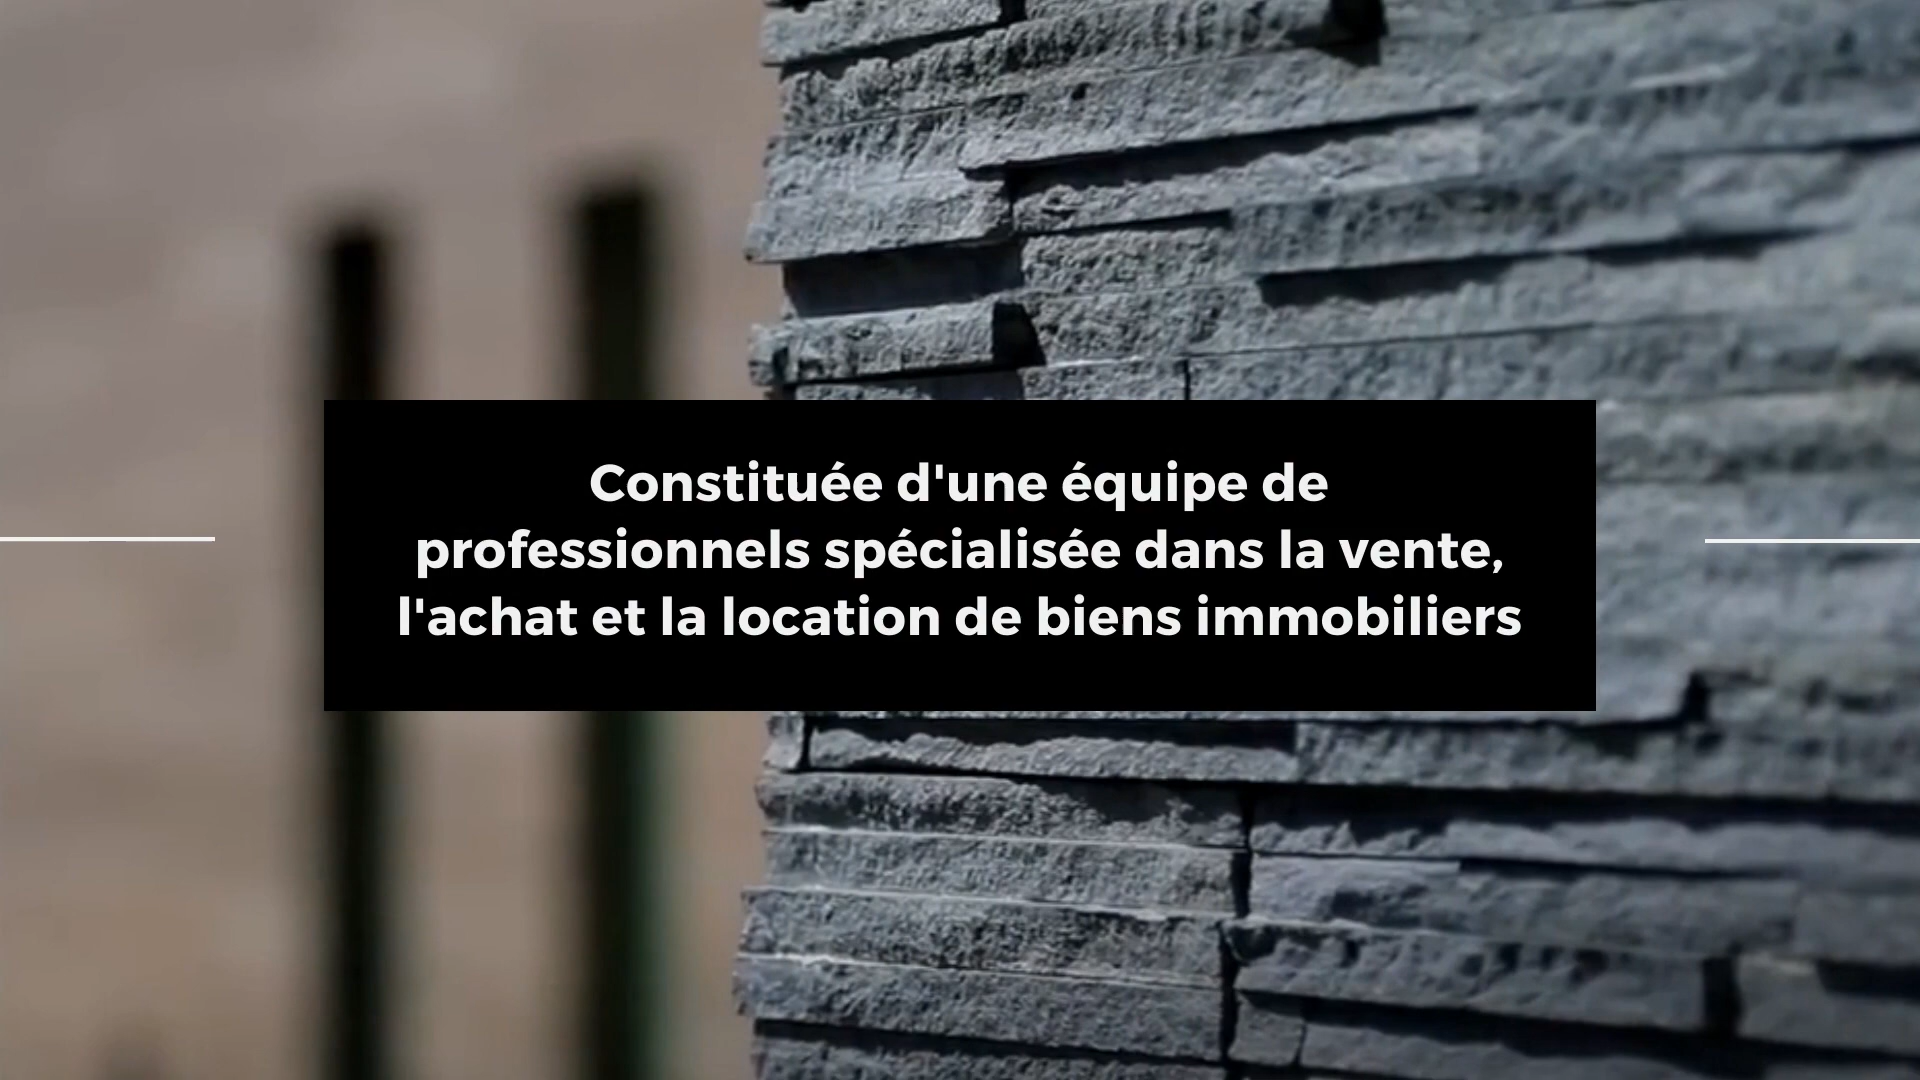 Constituée d'une équipe de
professionnels spécialisée dans la vente,
l'achat et la location de biens immobiliers